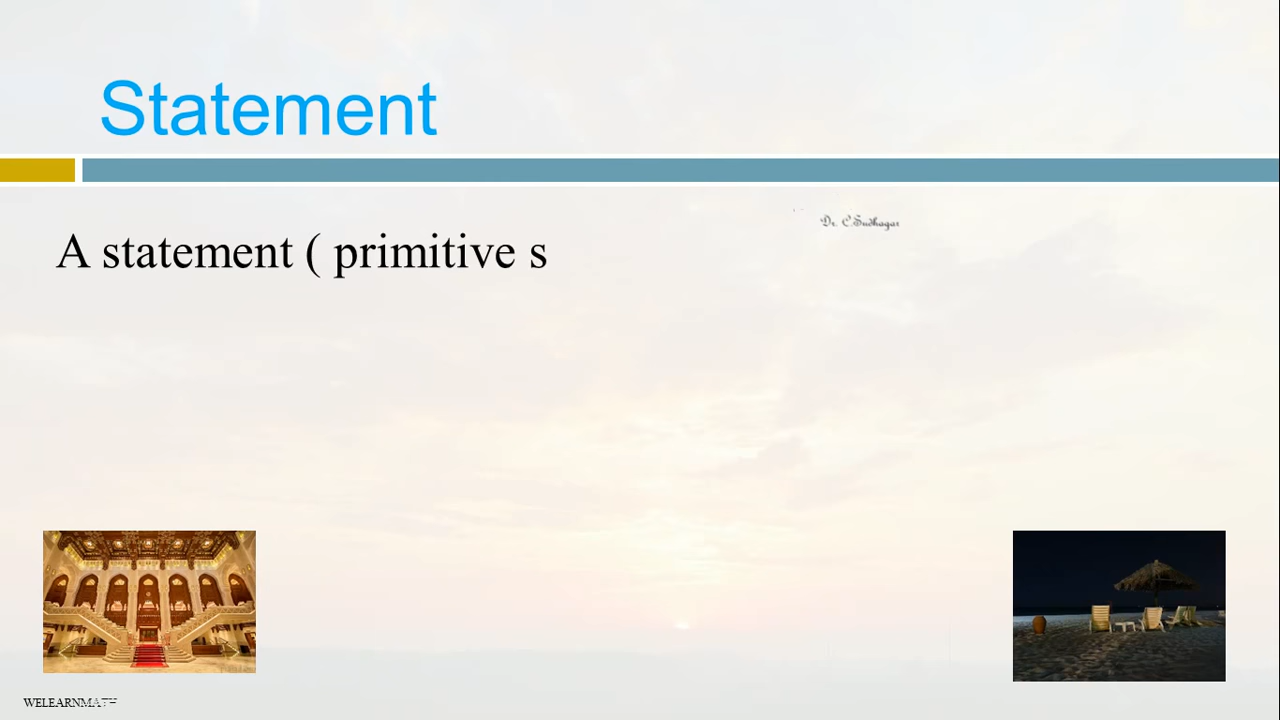 Statement
Dr. C.Sudhagar
A statement ( primitive s
WELEARNMATH